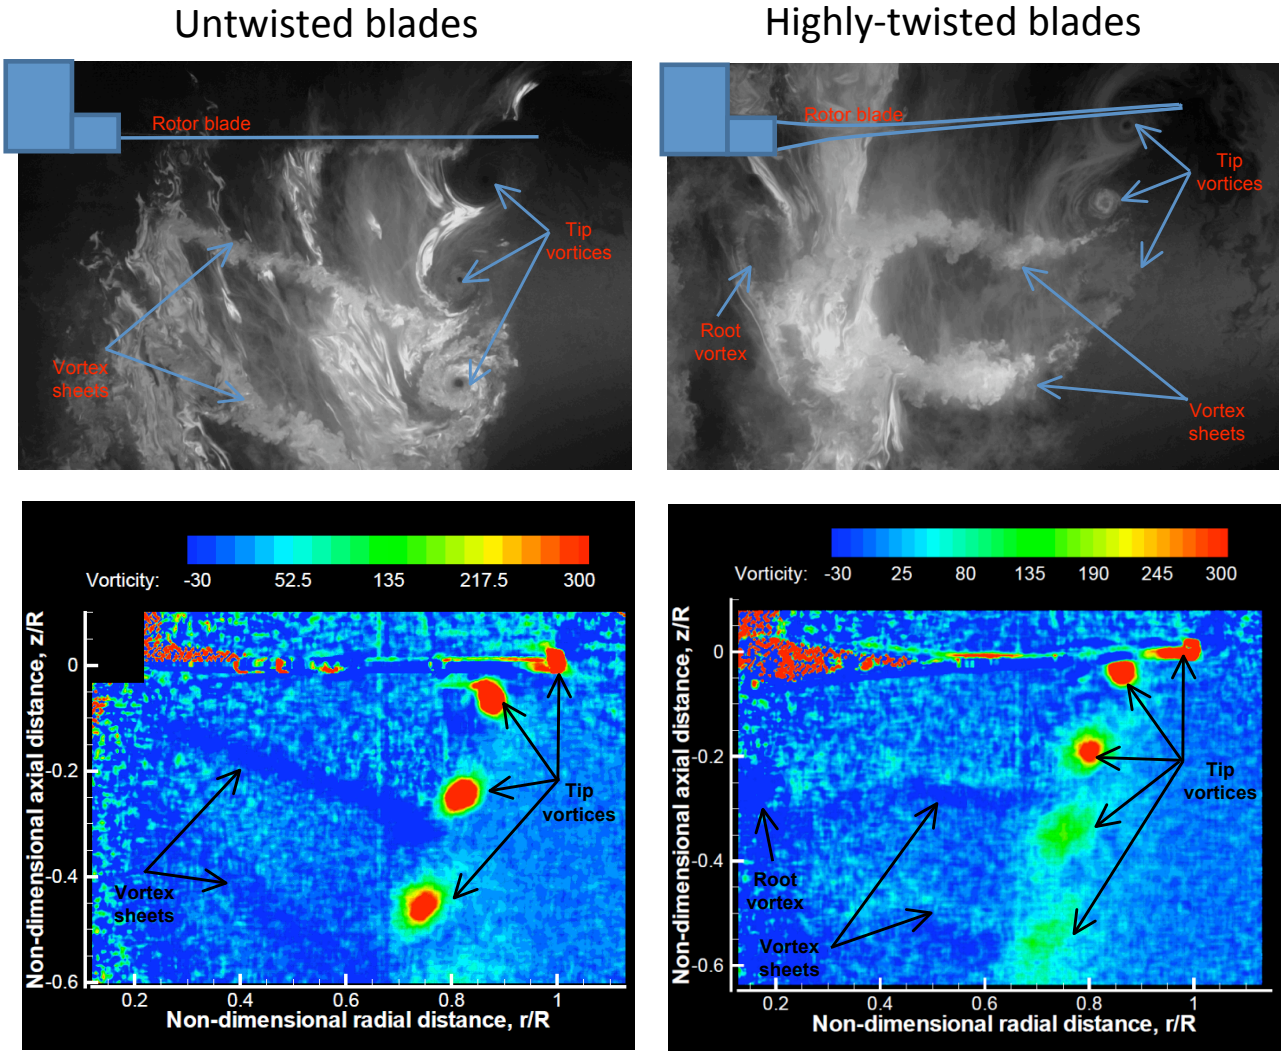 Untwisted blades
Highly-twisted blades
Rotor blade
Tip
vortices
Vortex
sheets
Rotor blade
Tip
vortices
Root
vortex
Vortex
sheets
Vorticity: -30 52.5 135 217.5 300
Non-dimensional axial distance, z/R
0
-0.2
-0.4
-0.6
Tip
vortices
Vortex
sheets
0.2 0.4 0.6 0.8 1
Non-dimensional radial distance, r/R
Vorticity: -30 25 80 135 190 245 300
Non-dimensional axial distance, z/R
0
-0.2
-0.4
-0.6
Tip
vortices
Root
vortex
Vortex
sheets
0.2 0.4 0.6 0.8 1
Non-dimensional radial distance, r/R